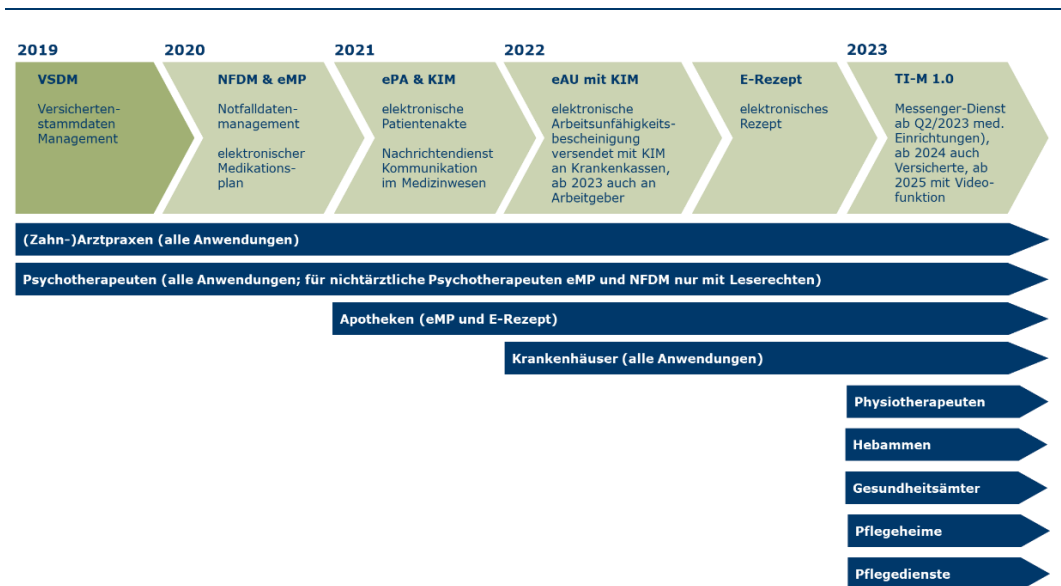 2019
2020
2021
2022
2023
VSDM
Versicherten-
stammdaten
Management
NFDM & eMP
Notfalldaten-
management
elektronischer
Medikations-
plan
ePA & KIM
elektronische
Patientenakte
Nachrichtendienst
Kommunikation
im Medizinwesen
eAU mit KIM
elektronische
Arbeitsunfähigkeits-
bescheinigung
versendet mit KIM
an Krankenkassen,
ab 2023 auch an
Arbeitgeber
E-Rezept
elektronisches
Rezept
TI-M 1.0
Messenger-Dienst
ab Q2/2023 med.
Einrichtungen),
ab 2024 auch
Versicherte, ab
2025 mit Video-
funktion
(Zahn-)Arztpraxen (alle Anwendungen)
Psychotherapeuten (alle Anwendungen; für nichtärztliche Psychotherapeuten eMP und NFDM nur mit Leserechten)
Apotheken (eMP und E-Rezept)
Krankenhäuser (alle Anwendungen)
Physiotherapeuten
Hebammen
Gesundheitsämter
Pflegeheime
Pflegedienste